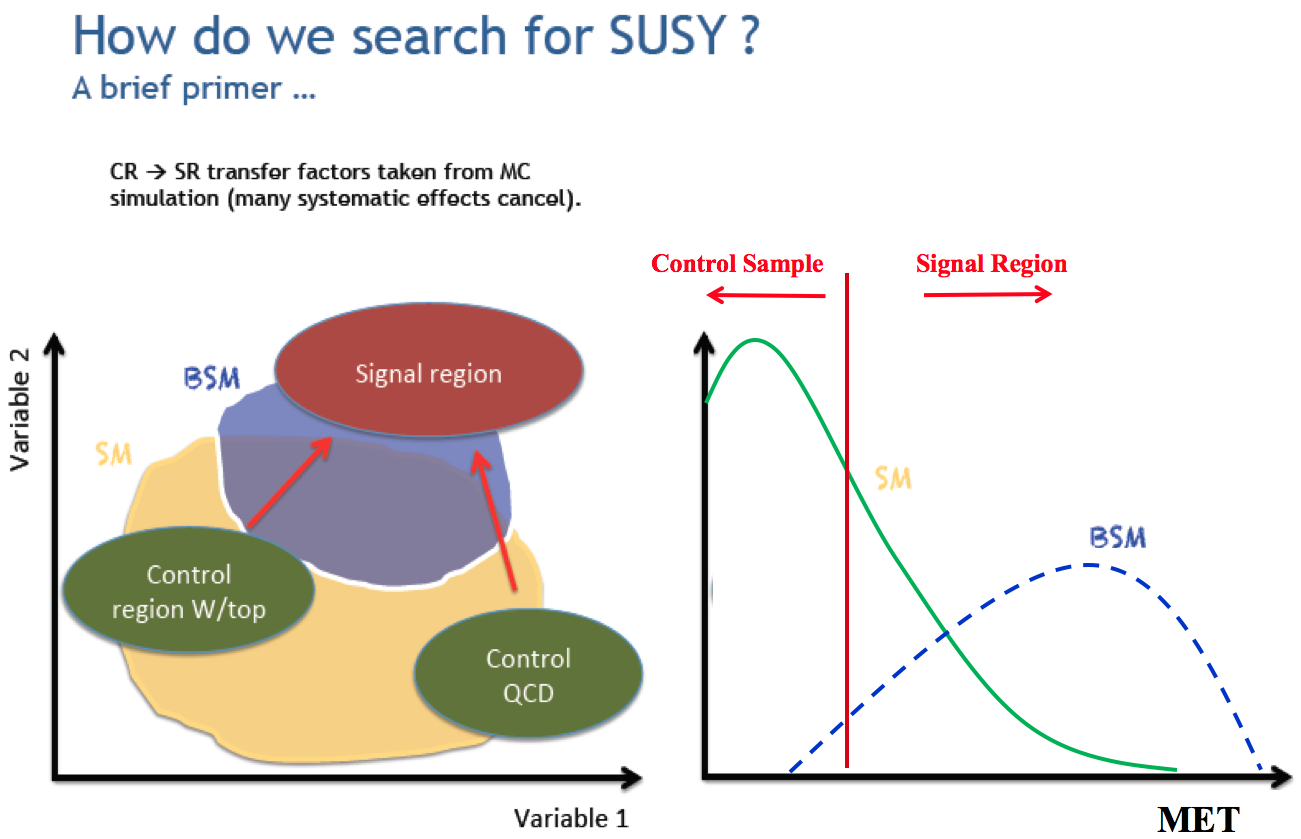 How do we search for SUSY ?
A brief primer ...
CR → SR transfer factors taken from MC
simulation (many systematic effects cancel).
Control Sample
Signal Region
Variable 2
BSM
Signal region
SM
Control
region W/top
Control
QCD
Variable 1
SM
BSM
MET